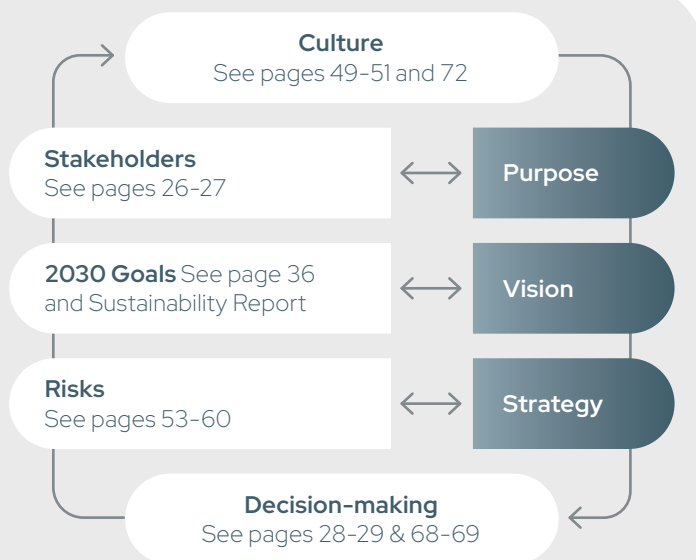 Culture
See pages 49-51 and 72
Stakeholders
See pages 26-27
Purpose
2030 Goals See page 36
and Sustainability Report
Vision
Risks
See pages 53-60
Strategy
Decision-making
See pages 28-29 & 68-69